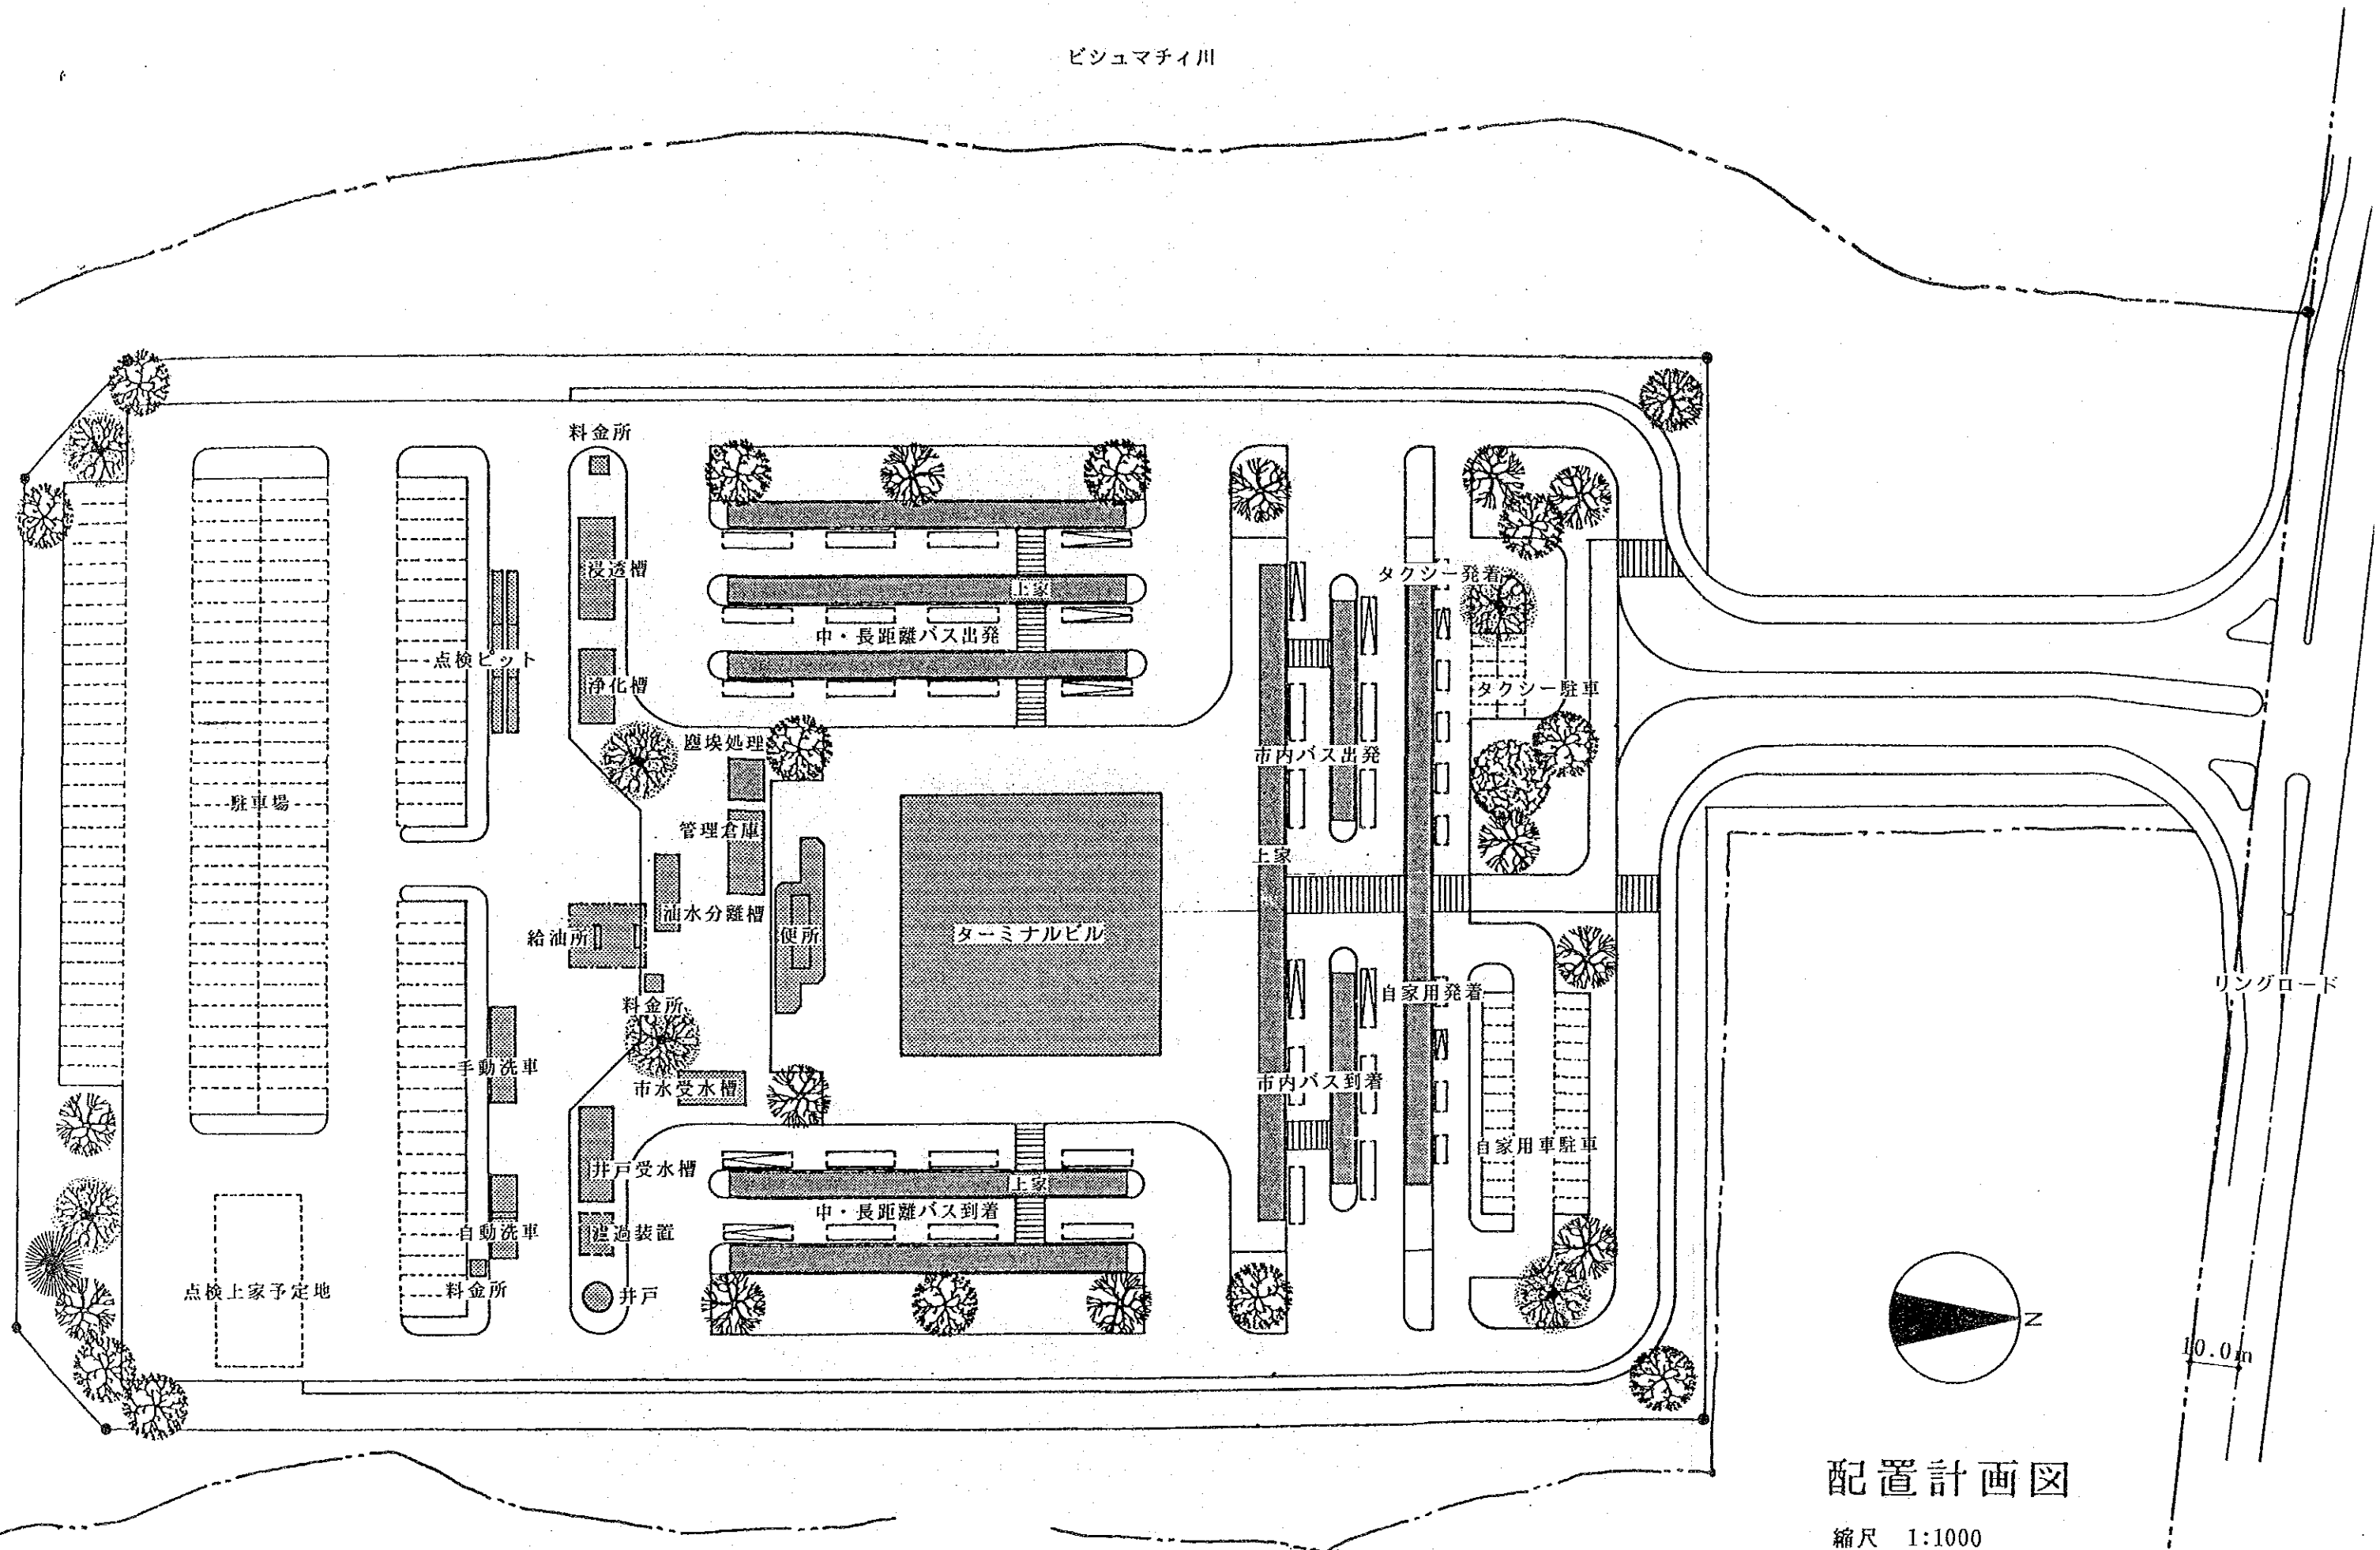 ビシュマティ川
料金所
浸透槽
上家
タクシー発着
中・長距離バス出発
点検ピット
浄化槽
タクシー駐車
塵埃処理
市内バス出発
駐車場
管理倉庫
上家
油水分離槽
給油所
便所
ターミナルビル
料金所
自家用発着
リングロード
手動洗車
市水受水槽
市内バス到着
自家用車駐車
井戸受水槽
上家
中・長距離バス到着
自動洗車
濾過装置
点検上家予定地
料金所
井戸
N
10.0m
配置計画図
縮尺 1:1000